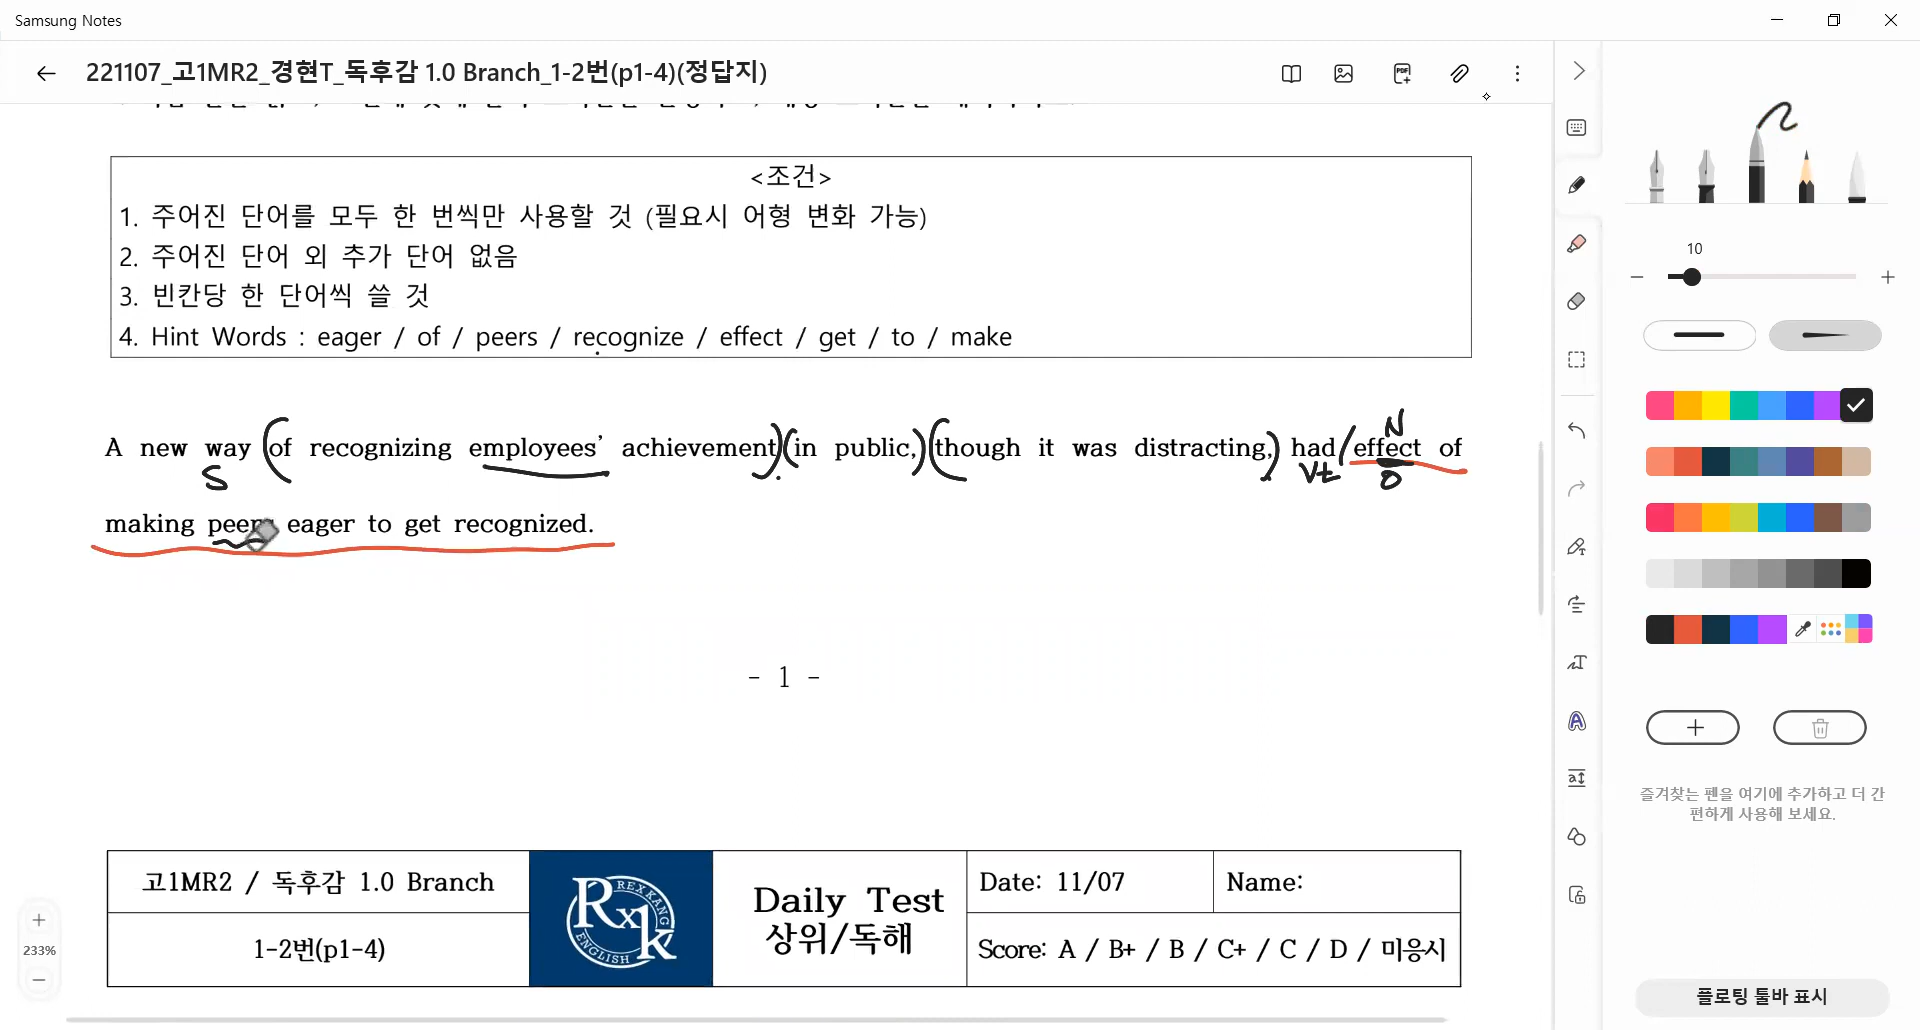 Samsung Notes
221107_고1MR2_경현T_독후감 1.0 Branch_1-2번(p1-4)(정답지)
<조건>
1. 주어진 단어를 모두 한 번씩만 사용할 것 (필요시 어형 변화 가능)
2. 주어진 단어 외 추가 단어 없음
3. 빈칸당 한 단어씩 쓸 것
4. Hint Words : eager / of / peers / recognize / effect / get / to / make
N
A new way (of recognizing employees' achievement) (in public,) (though it was distracting,) had / effect of
S Vt O
making peers eager to get recognized.
- 1 -
고1MR2 / 독후감 1.0 Branch
1-2번(p1-4)
RxK
REX KANG
ENGLISH
Daily Test
상위/독해
Date: 11/07
Name:
Score: A / B+ / B / C+ / C / D / 미응시
233%
PDF
10
즐겨찾는 펜을 여기에 추가하고 더 간
편하게 사용해 보세요.
플로팅 툴바 표시